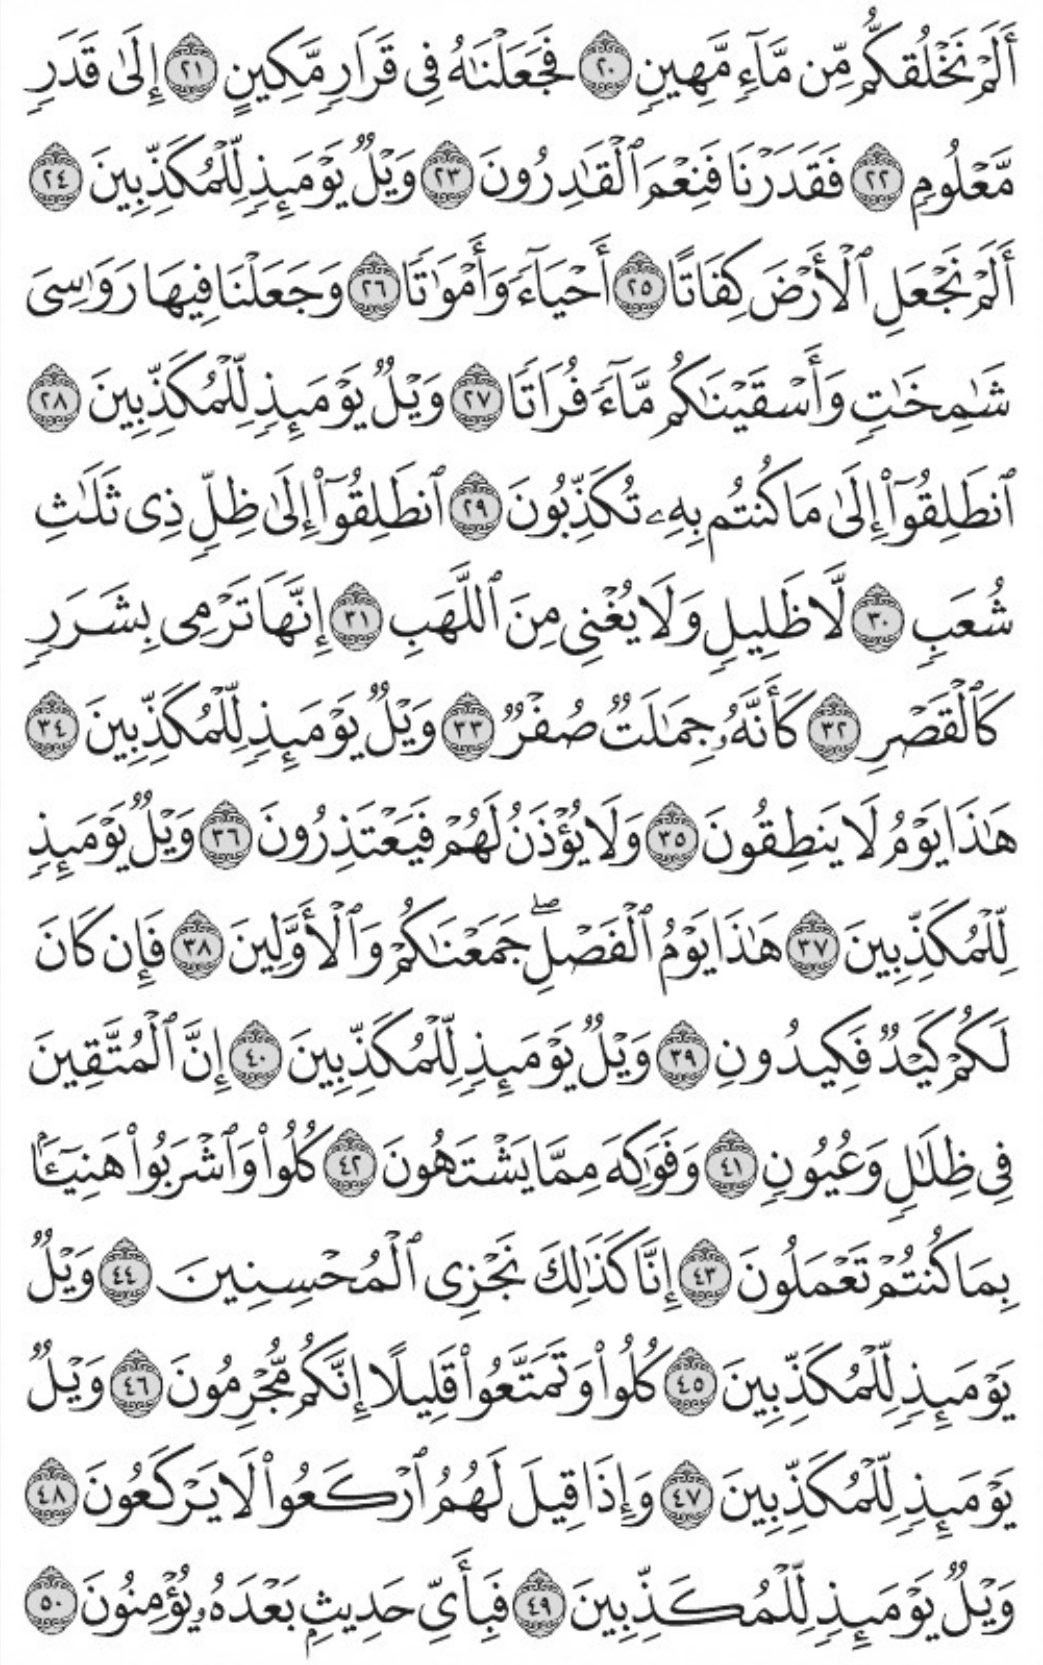 أَلَمْ نَخْلُقكُّم مِّن مَّآءٍ مَّهِينٍ ٢٠ فَجَعَلْنَٰهُ فِى قَرَارٍ مَّكِينٍ ٢١ إِلَىٰ قَدَرٍ
مَّعْلُومٍ ٢٢ فَقَدَرْنَا فَنِعْمَ ٱلْقَٰدِرُونَ ٢٣ وَيْلٌ يَوْمَئِذٍ لِّلْمُكَذِّبِينَ ٢٤
أَلَمْ نَجْعَلِ ٱلْأَرْضَ كِفَاتًا ٢٥ أَحْيَآءً وَأَمْوَٰتًا ٢٦ وَجَعَلْنَا فِيهَا رَوَٰسِىَ
شَٰمِخَٰتٍ وَأَسْقَيْنَٰكُم مَّآءً فُرَاتًا ٢٧ وَيْلٌ يَوْمَئِذٍ لِّلْمُكَذِّبِينَ ٢٨
ٱنطَلِقُوٓا۟ إِلَىٰ مَا كُنتُم بِهِۦ تُكَذِّبُونَ ٢٩ ٱنطَلِقُوٓا۟ إِلَىٰ ظِلٍّ ذِى ثَلَٰثِ
شُعَبٍ ٣٠ لَّا ظَلِيلٍ وَلَا يُغْنِى مِنَ ٱللَّهَبِ ٣١ إِنَّهَا تَرْمِى بِشَرَرٍ
كَٱلْقَصْرِ ٣٢ كَأَنَّهُۥ جِمَٰلَتٌ صُفْرٌ ٣٣ وَيْلٌ يَوْمَئِذٍ لِّلْمُكَذِّبِينَ ٣٤
هَٰذَا يَوْمُ لَا يَنطِقُونَ ٣٥ وَلَا يُؤْذَنُ لَهُمْ فَيَعْتَذِرُونَ ٣٦ وَيْلٌ يَوْمَئِذٍ
لِّلْمُكَذِّبِينَ ٣٧ هَٰذَا يَوْمُ ٱلْفَصْلِ ۖ جَمَعْنَٰكُمْ وَٱلْأَوَّلِينَ ٣٨ فَإِن كَانَ
لَكُمْ كَيْدٌ فَكِيدُونِ ٣٩ وَيْلٌ يَوْمَئِذٍ لِّلْمُكَذِّبِينَ ٤٠ إِنَّ ٱلْمُتَّقِينَ
فِى ظِلَٰلٍ وَعُيُونٍ ٤١ وَفَوَٰكِهَ مِمَّا يَشْتَهُونَ ٤٢ كُلُوا۟ وَٱشْرَبُوا۟ هَنِيٓـًٔۢا
بِمَا كُنتُمْ تَعْمَلُونَ ٤٣ إِنَّا كَذَٰلِكَ نَجْزِى ٱلْمُحْسِنِينَ ٤٤ وَيْلٌ
يَوْمَئِذٍ لِّلْمُكَذِّبِينَ ٤٥ كُلُوا۟ وَتَمَتَّعُوا۟ قَلِيلًا إِنَّكُم مُّجْرِمُونَ ٤٦ وَيْلٌ
يَوْمَئِذٍ لِّلْمُكَذِّبِينَ ٤٧ وَإِذَا قِيلَ لَهُمُ ٱرْكَعُوا۟ لَا يَرْكَعُونَ ٤٨
وَيْلٌ يَوْمَئِذٍ لِّلْمُكَذِّبِينَ ٤٩ فَبِأَىِّ حَدِيثٍۭ بَعْدَهُۥ يُؤْمِنُونَ ٥٠